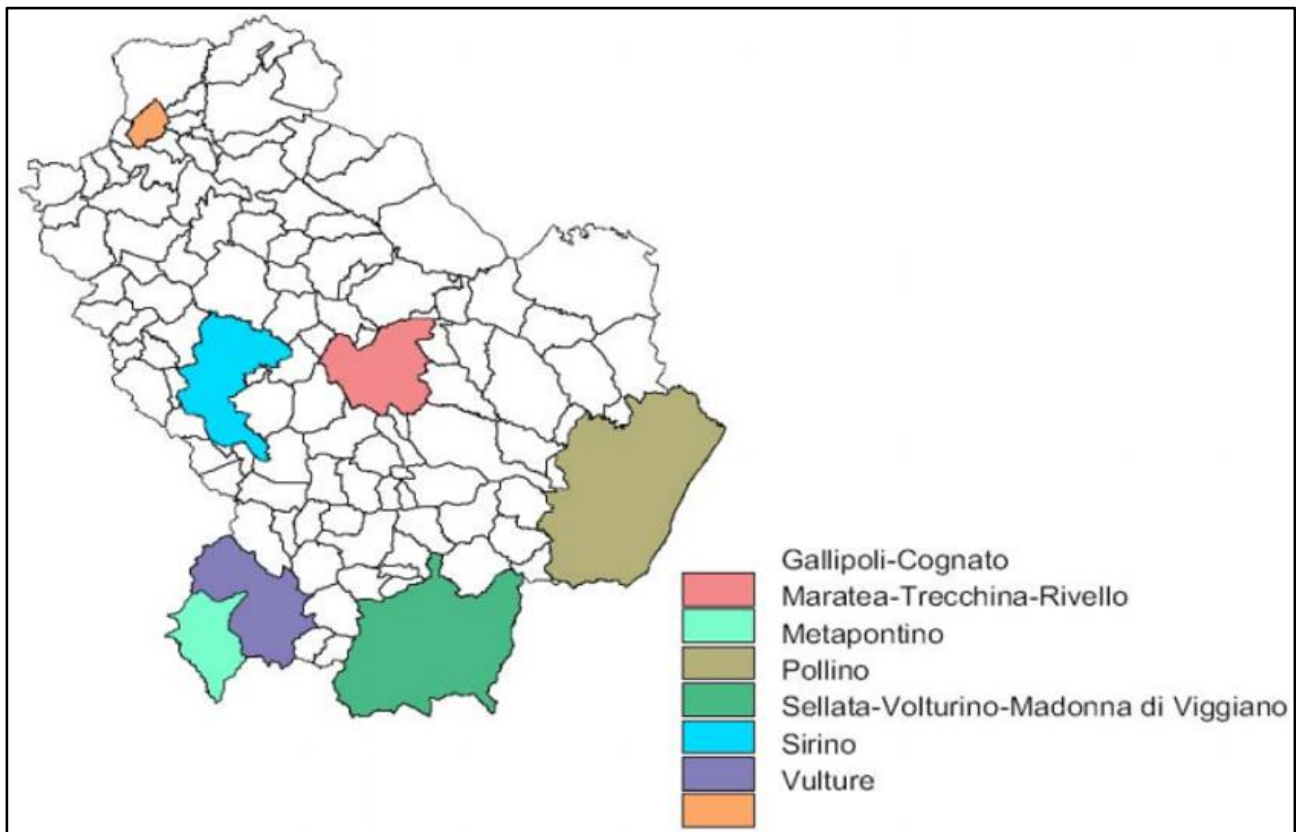 Gallipoli-Cognato
Maratea-Trecchina-Rivello
Metapontino
Pollino
Sellata-Volturino-Madonna di Viggiano
Sirino
Vulture